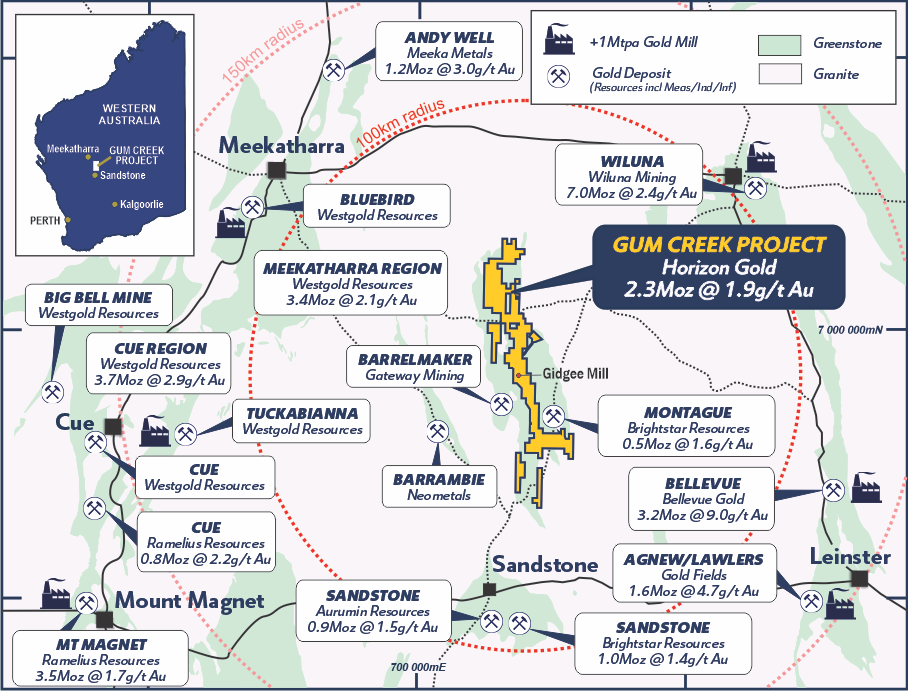 WESTERN
AUSTRALIA
Meekatharra
GUM CREEK
PROJECT
Sandstone
Kalgoorlie
PERTH
150km radius
100km radius
ANDY WELL
Meeka Metals
1.2Moz @ 3.0g/t Au
+1Mtpa Gold Mill
Gold Deposit
(Resources incl Meas/Ind/Inf)
Greenstone
Granite
Meekatharra
WILUNA
Wiluna Mining
7.0Moz @ 2.4g/t Au
BLUEBIRD
Westgold Resources
GUM CREEK PROJECT
Horizon Gold
2.3Moz @ 1.9g/t Au
MEEKATHARRA REGION
Westgold Resources
3.4Moz @ 2.1g/t Au
BIG BELL MINE
Westgold Resources
7 000 000mN
CUE REGION
Westgold Resources
3.7Moz @ 2.9g/t Au
BARRELMAKER
Gateway Mining
Gidgee Mill
Cue
TUCKABIANNA
Westgold Resources
MONTAGUE
Brightstar Resources
0.5Moz @ 1.6g/t Au
CUE
Westgold Resources
BARRAMBIE
Neometals
BELLEVUE
Bellevue Gold
3.2Moz @ 9.0g/t Au
CUE
Ramelius Resources
0.8Moz @ 2.2g/t Au
Sandstone
AGNEW/LAWLERS
Gold Fields
1.6Moz @ 4.7g/t Au
Leinster
Mount Magnet
SANDSTONE
Aurumin Resources
0.9Moz @ 1.5g/t Au
SANDSTONE
Brightstar Resources
1.0Moz @ 1.4g/t Au
MT MAGNET
Ramelius Resources
3.5Moz @ 1.7g/t Au
700 000mE